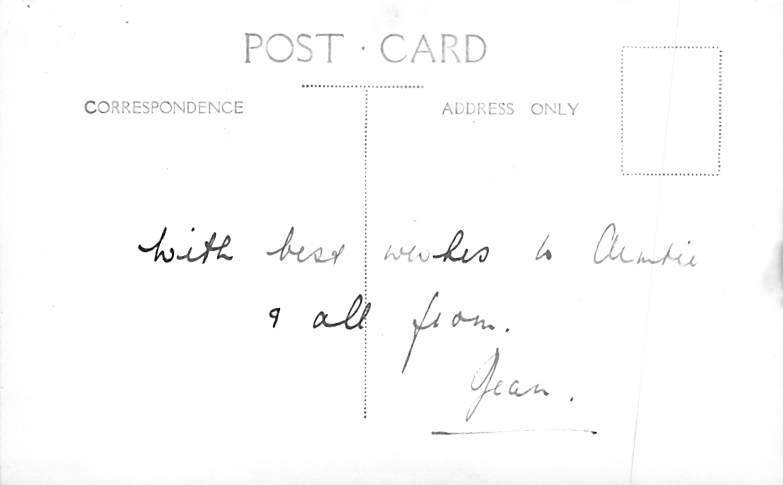 POST · CARD
CORRESPONDENCE
ADDRESS ONLY
With best wishes to Auntie
& all from.
Jean.